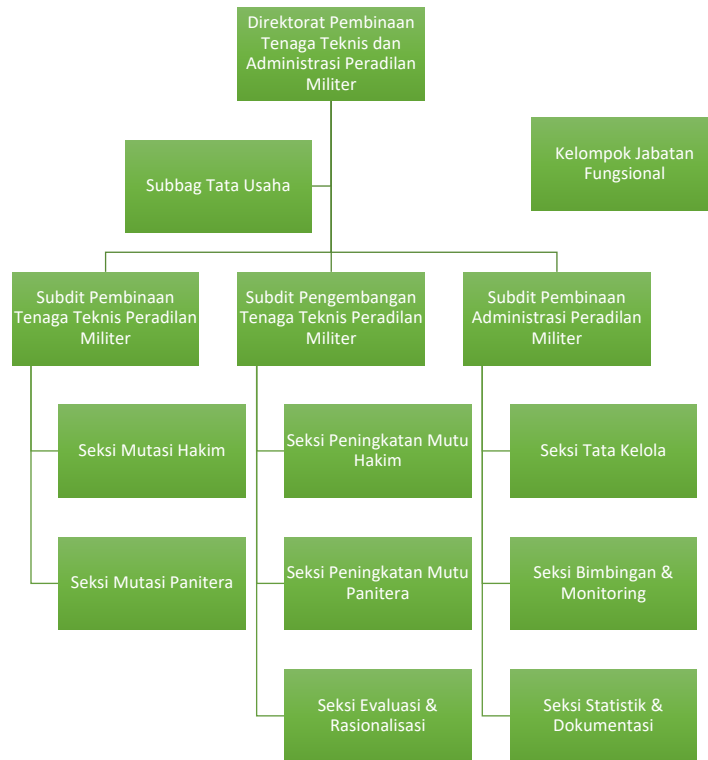 Direktorat Pembinaan
Tenaga Teknis dan
Administrasi Peradilan
Militer
Subbag Tata Usaha
Kelompok Jabatan
Fungsional
Subdit Pembinaan
Tenaga Teknis Peradilan
Militer
Subdit Pengembangan
Tenaga Teknis Peradilan
Militer
Subdit Pembinaan
Administrasi Peradilan
Militer
Seksi Mutasi Hakim
Seksi Peningkatan Mutu
Hakim
Seksi Tata Kelola
Seksi Mutasi Panitera
Seksi Peningkatan Mutu
Panitera
Seksi Bimbingan &
Monitoring
Seksi Evaluasi &
Rasionalisasi
Seksi Statistik &
Dokumentasi